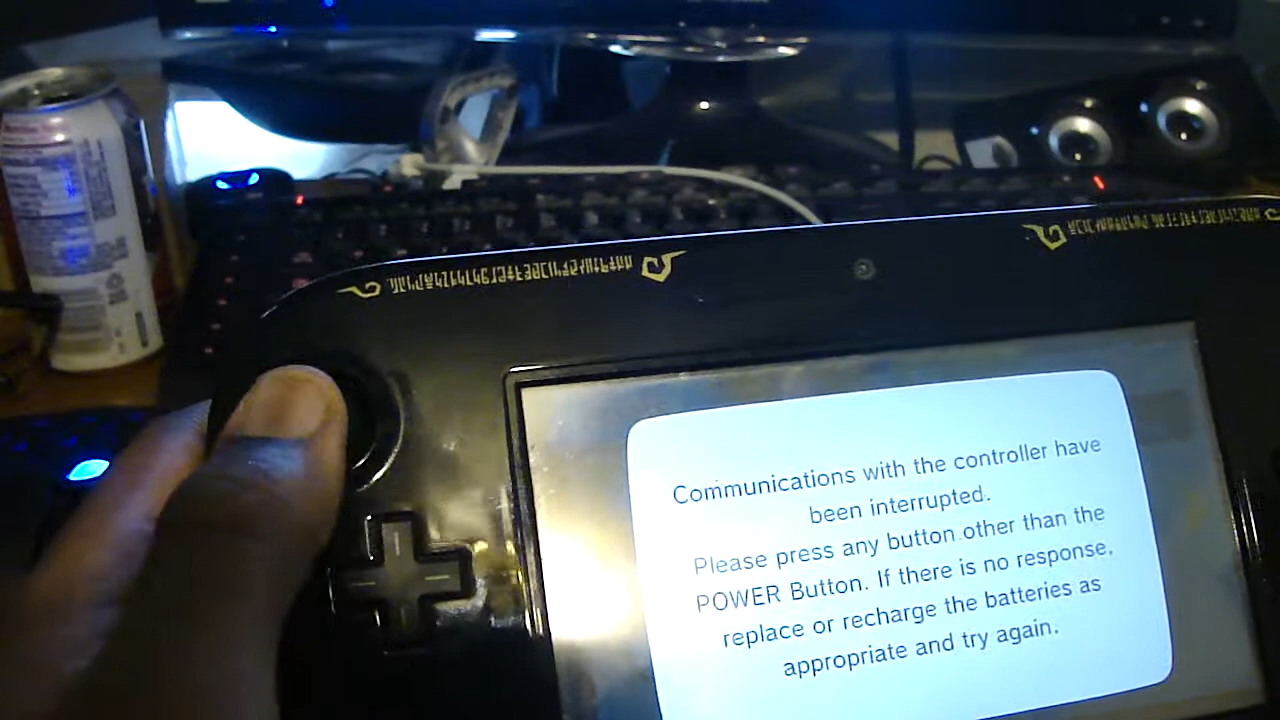 Communications with the controller have
been interrupted.
Please press any button other than the
POWER Button. If there is no response,
replace or recharge the batteries as
appropriate and try again.